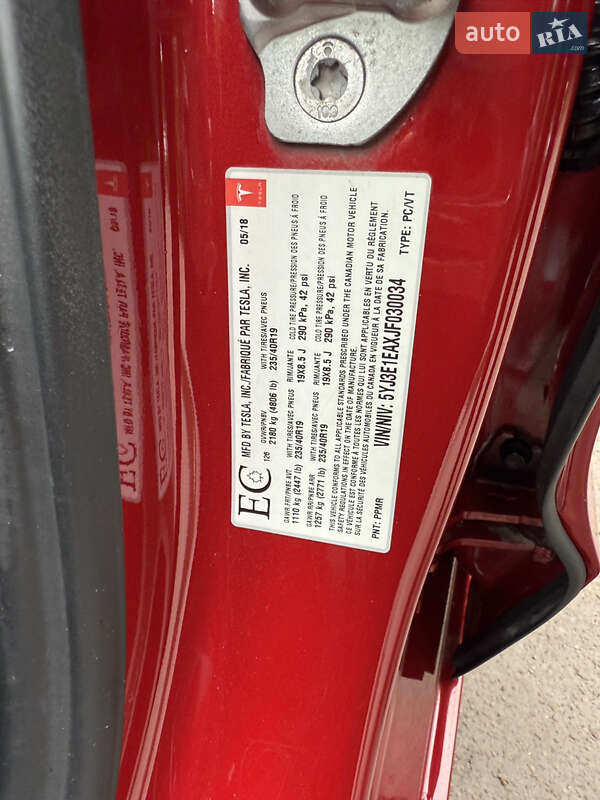 auto RIA
.com
100
TESLA
MFD BY TESLA, INC./FABRIQUÉ PAR TESLA, INC. 05/18
EC 126
GVWR/PNBV WITH TIRES/AVEC PNEUS RIM/JANTE COLD TIRE PRESSURE/PRESSION DES PNEUS À FROID
2180 kg (4806 lb) 235/40R19 19X8.5 J 290 kPa, 42 psi
GAWR FRT/PNBE AVT WITH TIRES/AVEC PNEUS RIM/JANTE COLD TIRE PRESSURE/PRESSION DES PNEUS À FROID
1110 kg (2447 lb) 235/40R19 19X8.5 J 290 kPa, 42 psi
GAWR RR/PNBE ARR WITH TIRES/AVEC PNEUS RIM/JANTE COLD TIRE PRESSURE/PRESSION DES PNEUS À FROID
1257 kg (2771 lb) 235/40R19 19X8.5 J 290 kPa, 42 psi
THIS VEHICLE CONFORMS TO ALL APPLICABLE STANDARDS PRESCRIBED UNDER THE CANADIAN MOTOR VEHICLE
SAFETY REGULATIONS IN EFFECT ON THE DATE OF MANUFACTURE.
CE VÉHICULE EST CONFORME À TOUTES LES NORMES QUI LUI SONT APPLICABLES EN VERTU DU RÈGLEMENT
SUR LA SÉCURITÉ DES VÉHICULES AUTOMOBILES DU CANADA EN VIGUEUR À LA DATE DE SA FABRICATION.
VIN/NIV: 5YJ3E1EAXJF030034
PNT: PPMR TYPE: PC/VT